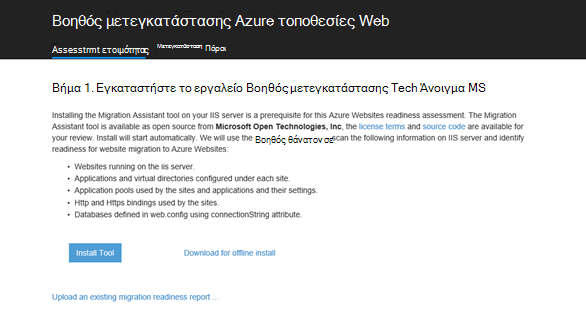 Βοηθός μετεγκατάστασης Azure τοποθεσίες Web
Assesstmt ετοιμότητας Μετεγκατάσταση Πόροι
Βήμα 1. Εγκαταστήστε το εργαλείο Βοηθός μετεγκατάστασης Tech Άνοιγμα MS
Installing the Migration Assistant tool on your IIS server is a prerequisite for this Azure Websites readiness assessment. The Migration
Assistant tool is available as open source from Microsoft Open Technologies, Inc, the license terms and source code are available for
your review. Install will start automatically. We will use the Βοηθός θάνατον σε scan the following information on IIS server and identify
readiness for website migration to Azure Websites:
• Websites running on the iis server.
• Applications and virtual directories configured under each site.
• Application pools used by the sites and applications and their settings.
• Http and Https bindings used by the sites.
• Databases defined in web.config using connectionString attribute.
Install Tool Download for offline install
Upload an existing migration readiness report ...